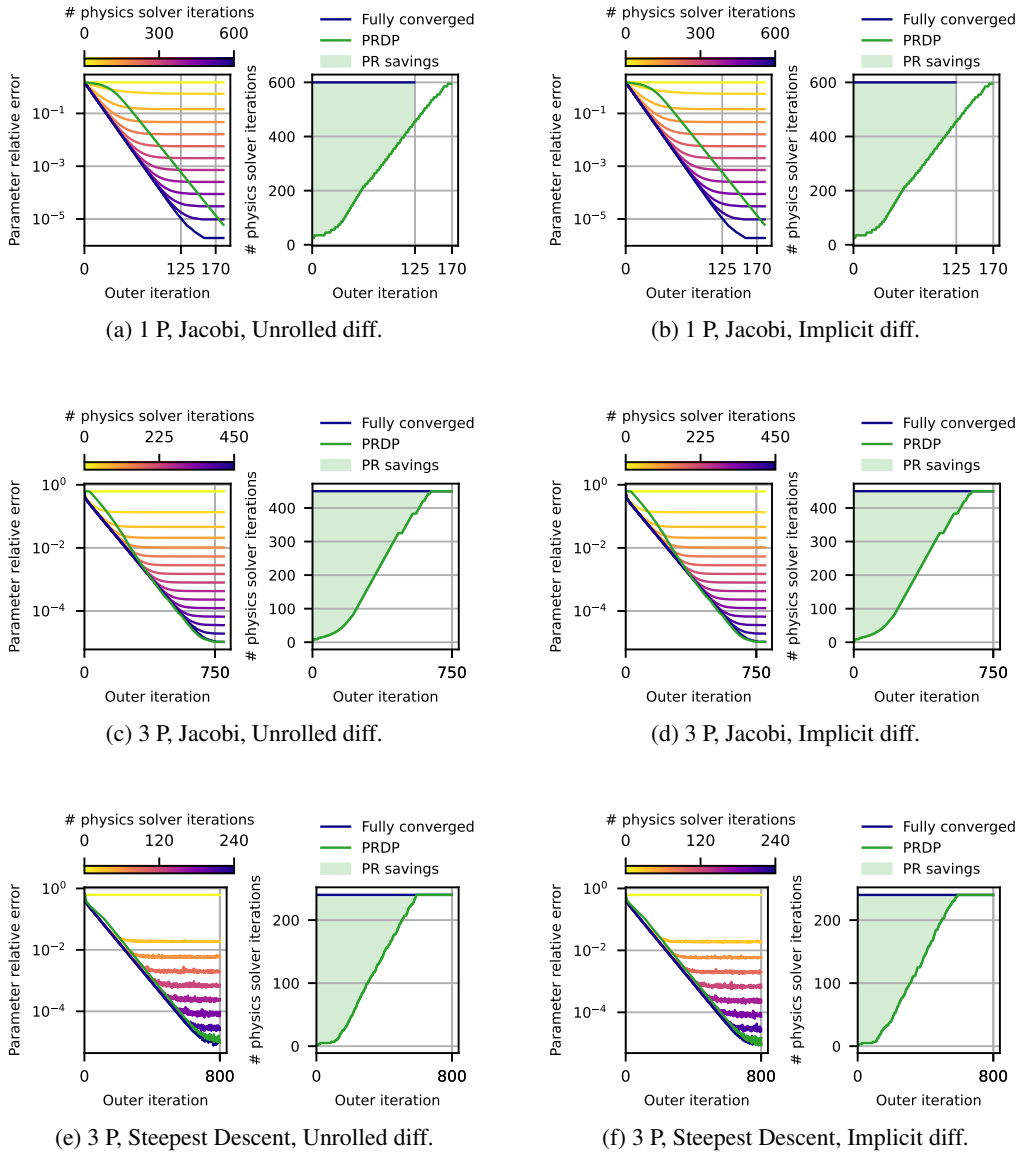 # physics solver iterations
0 300 600
Parameter relative error
10⁻¹
10⁻³
10⁻⁵
0 125 170
Outer iteration
Fully converged
PRDP
PR savings
# physics solver iterations
600
400
200
0
0 125 170
Outer iteration
(a) 1 P, Jacobi, Unrolled diff.
# physics solver iterations
0 300 600
Parameter relative error
10⁻¹
10⁻³
10⁻⁵
0 125 170
Outer iteration
Fully converged
PRDP
PR savings
# physics solver iterations
600
400
200
0
0 125 170
Outer iteration
(b) 1 P, Jacobi, Implicit diff.
# physics solver iterations
0 225 450
Parameter relative error
10⁰
10⁻²
10⁻⁴
0 750
Outer iteration
Fully converged
PRDP
PR savings
# physics solver iterations
400
300
200
100
0
0 750
Outer iteration
(c) 3 P, Jacobi, Unrolled diff.
# physics solver iterations
0 225 450
Parameter relative error
10⁰
10⁻²
10⁻⁴
0 750
Outer iteration
Fully converged
PRDP
PR savings
# physics solver iterations
400
300
200
100
0
0 750
Outer iteration
(d) 3 P, Jacobi, Implicit diff.
# physics solver iterations
0 120 240
Parameter relative error
10⁰
10⁻²
10⁻⁴
0 800
Outer iteration
Fully converged
PRDP
PR savings
# physics solver iterations
200
100
0
0 800
Outer iteration
(e) 3 P, Steepest Descent, Unrolled diff.
# physics solver iterations
0 120 240
Parameter relative error
10⁰
10⁻²
10⁻⁴
0 800
Outer iteration
Fully converged
PRDP
PR savings
# physics solver iterations
200
100
0
0 800
Outer iteration
(f) 3 P, Steepest Descent, Implicit diff.